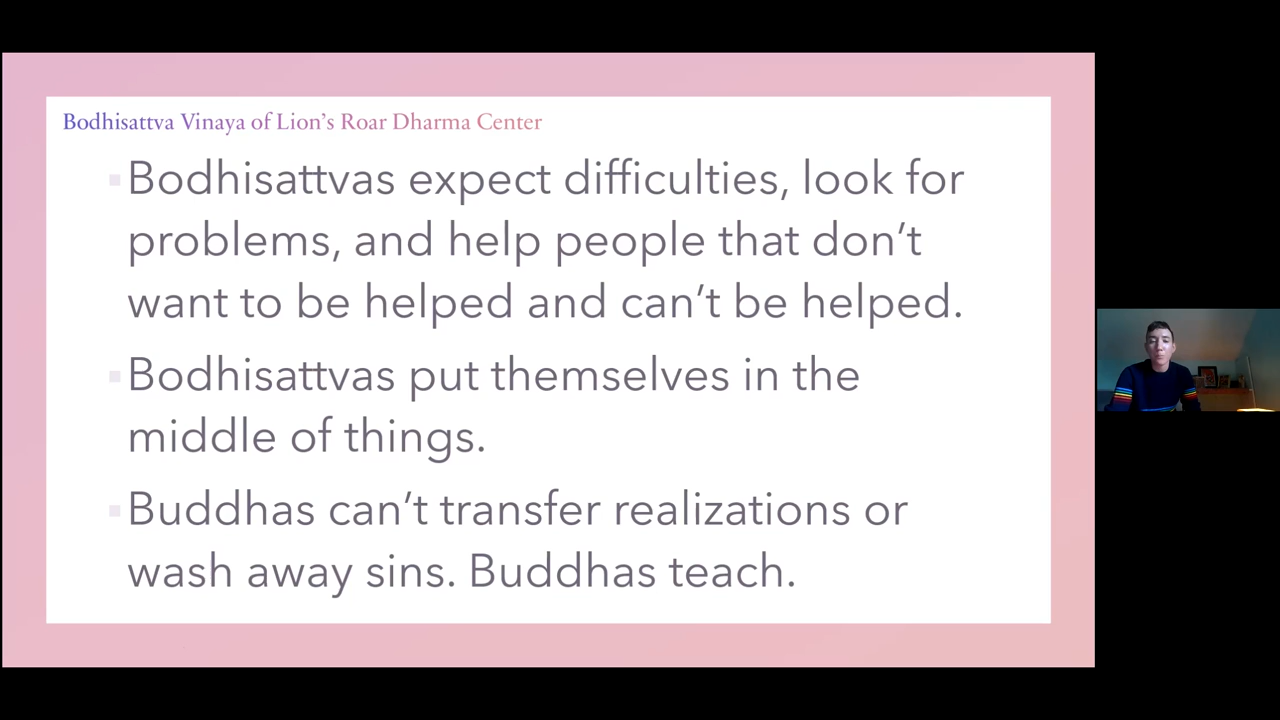 Bodhisattva Vinaya of Lion’s Roar Dharma Center
Bodhisattvas expect difficulties, look for
problems, and help people that don’t
want to be helped and can’t be helped.
Bodhisattvas put themselves in the
middle of things.
Buddhas can’t transfer realizations or
wash away sins. Buddhas teach.